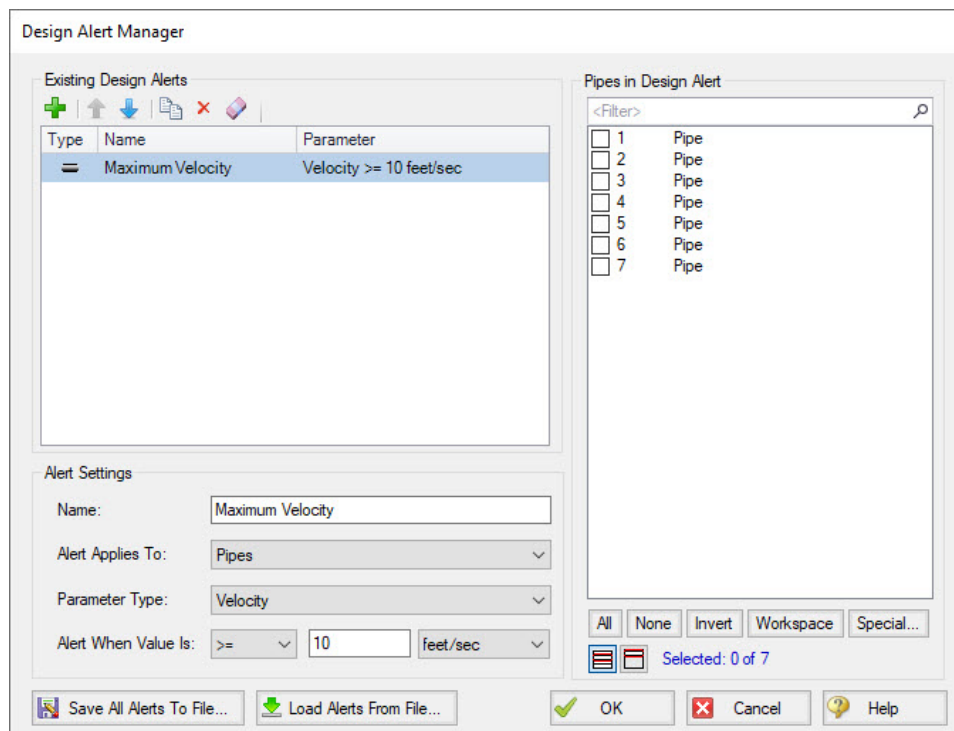 Design Alert Manager
Existing Design Alerts
Type Name Parameter
Maximum Velocity Velocity >= 10 feet/sec
Alert Settings
Name: Maximum Velocity
Alert Applies To: Pipes
Parameter Type: Velocity
Alert When Value Is: >= 10 feet/sec
Pipes in Design Alert
<Filter>
1 Pipe
2 Pipe
3 Pipe
4 Pipe
5 Pipe
6 Pipe
7 Pipe
All None Invert Workspace Special...
Selected: 0 of 7
Save All Alerts To File... Load Alerts From File... OK Cancel Help